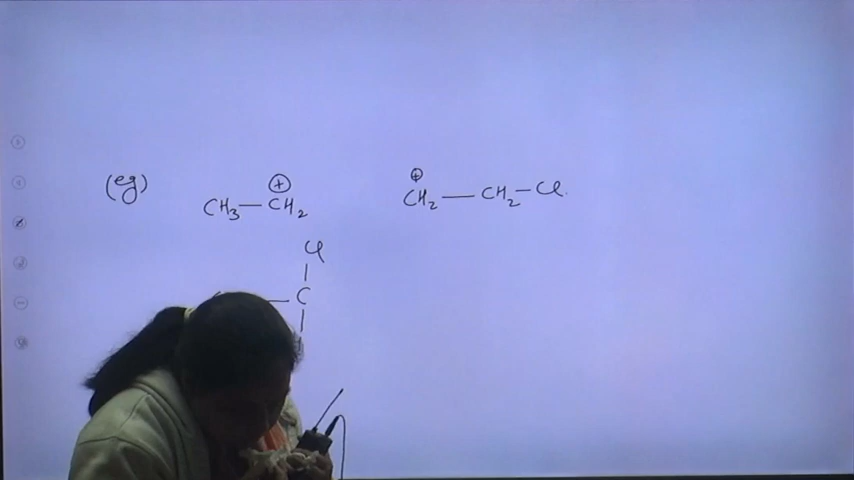 (eg)
⊕ ⊕
CH₃—CH₂ CH₂—CH₂—Cl
Cl
|
—C
|